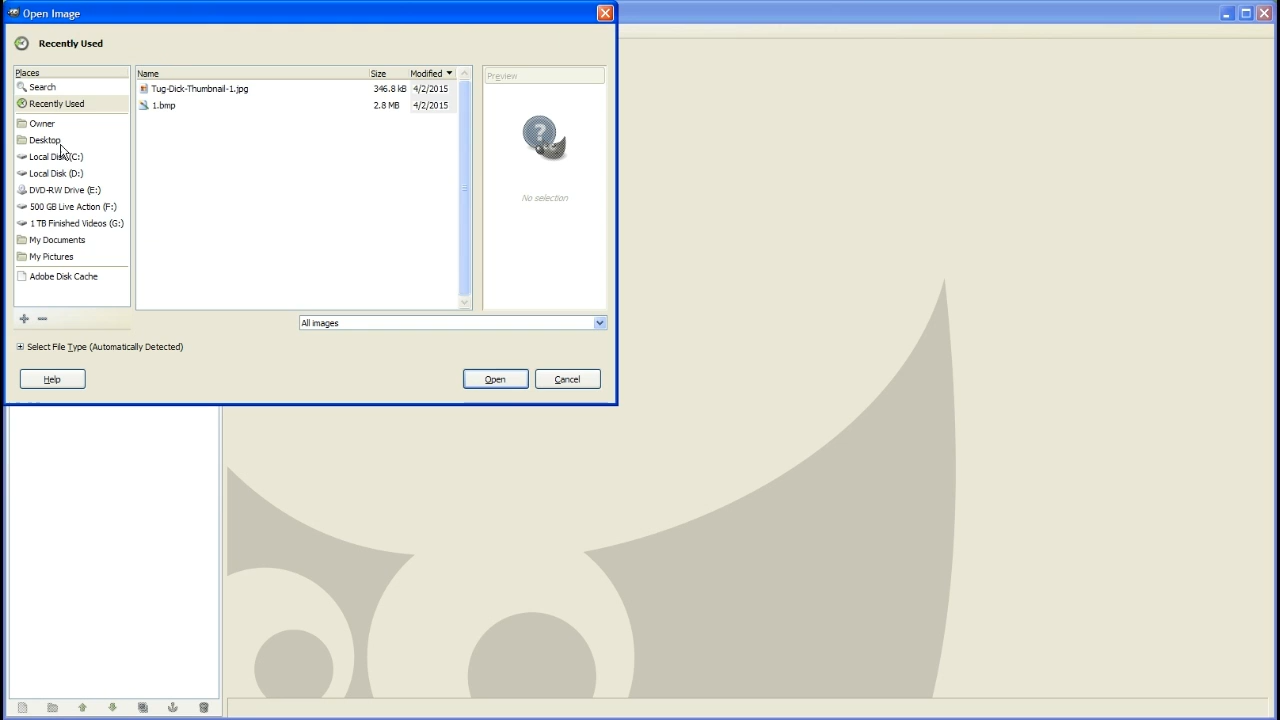 Open Image
Recently Used
Places
Search
Recently Used
Owner
Desktop
Local Disk (C:)
Local Disk (D:)
DVD-RW Drive (E:)
500 GB Live Action (F:)
1 TB Finished Videos (G:)
My Documents
My Pictures
Adobe Disk Cache
Name Size Modified
Tug-Dick-Thumbnail-1.jpg 346.8 kB 4/2/2015
1.bmp 2.8 MB 4/2/2015
Preview
No selection
All images
Select File Type (Automatically Detected)
Help Open Cancel